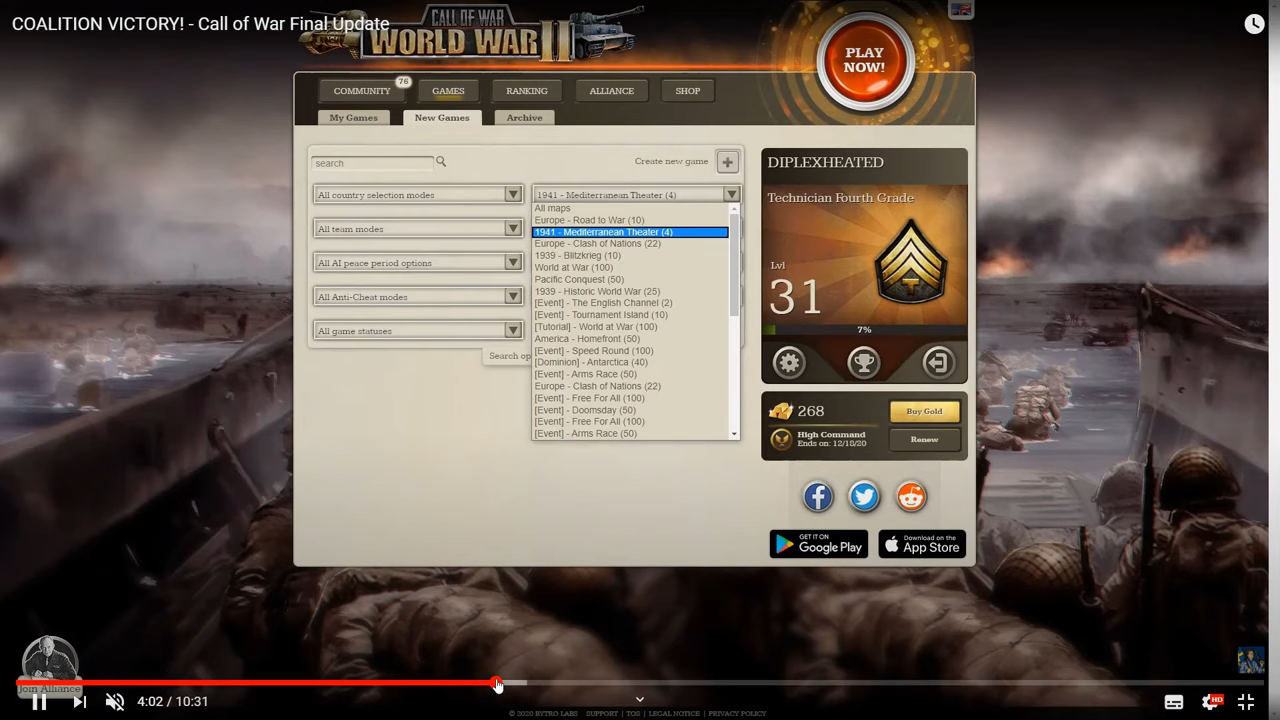 COALITION VICTORY! - Call of War Final Update
CALL OF WAR
WORLD WAR II
PLAY
NOW!
COMMUNITY
76
GAMES
RANKING
ALLIANCE
SHOP
My Games
New Games
Archive
search
Create new game
All country selection modes
1941 - Mediterranean Theater (4)
All maps
Europe - Road to War (10)
1941 - Mediterranean Theater (4)
Europe - Clash of Nations (22)
1939 - Blitzkrieg (10)
World at War (100)
Pacific Conquest (50)
1939 - Historic World War (25)
[Event] - The English Channel (2)
[Event] - Tournament Island (10)
[Tutorial] - World at War (100)
America - Homefront (50)
[Event] - Speed Round (100)
[Dominion] - Antarctica (40)
[Event] - Arms Race (50)
Europe - Clash of Nations (22)
[Event] - Free For All (100)
[Event] - Doomsday (50)
[Event] - Free For All (100)
[Event] - Arms Race (50)
All team modes
All AI peace period options
All Anti-Cheat modes
All game statuses
Search op
DIPLEXHEATED
Technician Fourth Grade
Lvl
31
T
7%
268
Buy Gold
High Command
Ends on: 12/18/20
Renew
GET IT ON
Google Play
Download on the
App Store
Join Alliance
4:02 / 10:31
HD
© 2020 BYTRO LABS SUPPORT | TOS | LEGAL NOTICE | PRIVACY POLICY